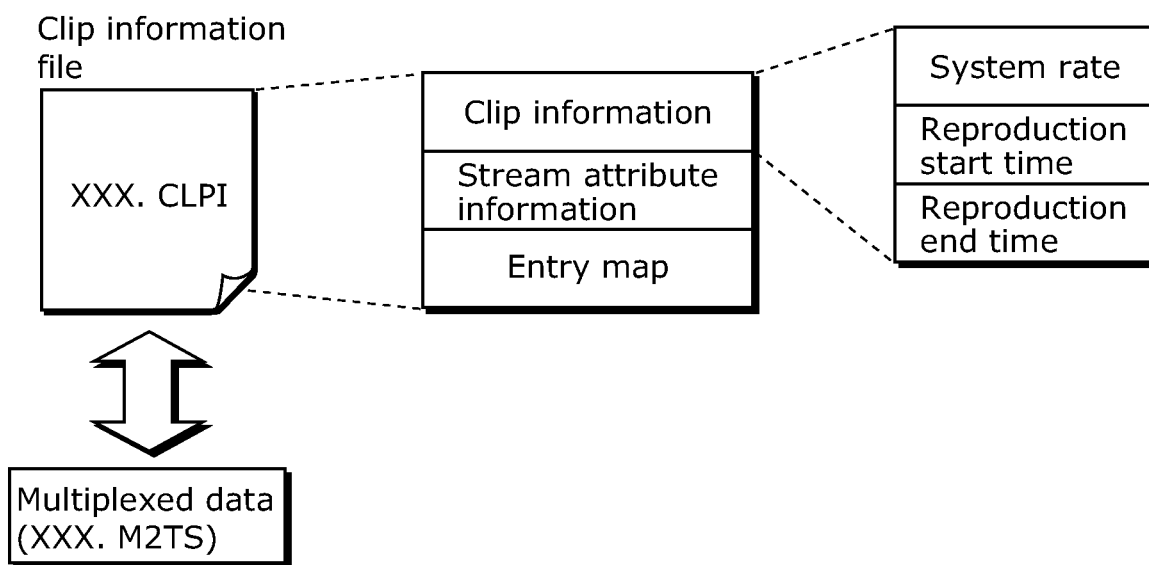 Clip information
file
XXX. CLPI
Clip information
Stream attribute
information
Entry map
System rate
Reproduction
start time
Reproduction
end time
Multiplexed data
(XXX. M2TS)